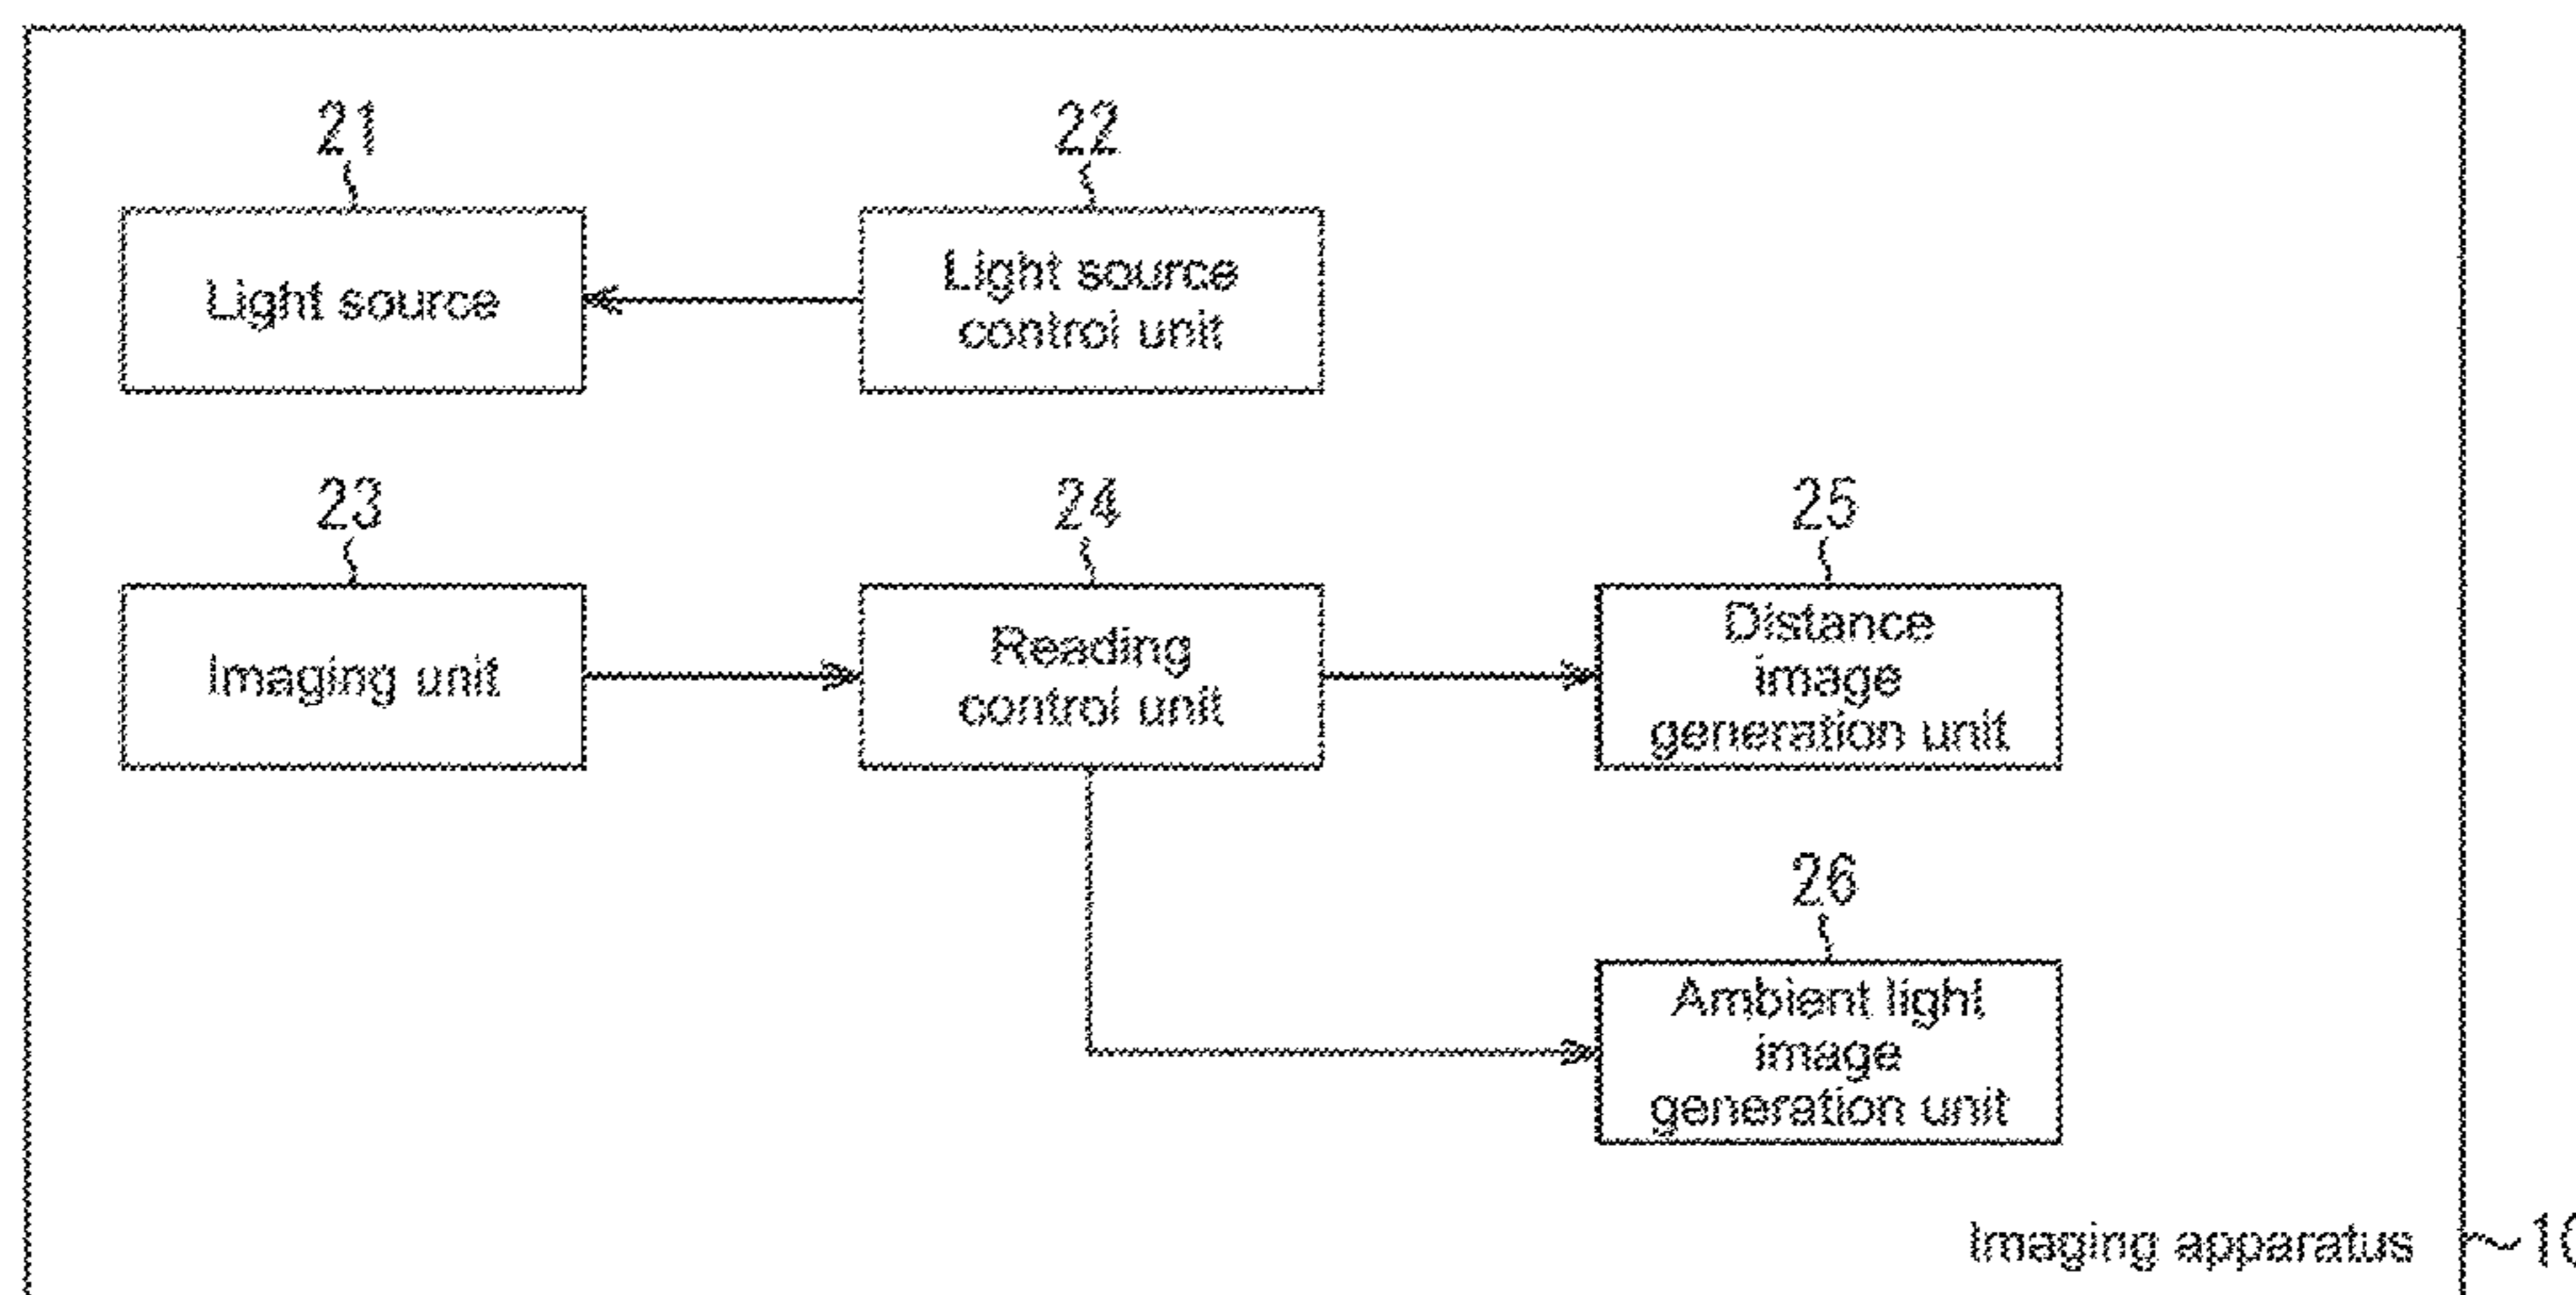 21
22
Light source
Light source
control unit
23
24
25
Imaging unit
Reading
control unit
Distance
image
generation unit
26
Ambient light
image
generation unit
Imaging apparatus
10